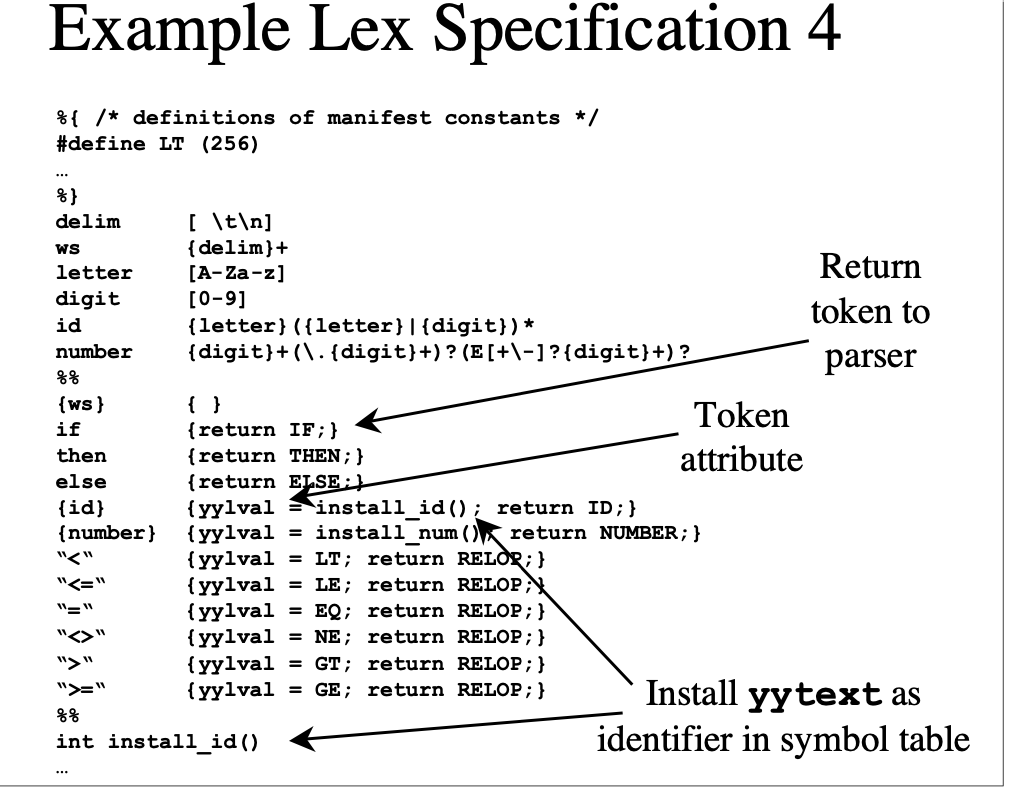 Example Lex Specification 4
%{ /* definitions of manifest constants */
#define LT (256)
…
%}
delim [ \t\n]
ws {delim}+
letter [A-Za-z]
digit [0-9]
id {letter}({letter}|{digit})*
number {digit}+(\.{digit}+)?(E[+\-]?{digit}+)?
%%
{ws} { }
if {return IF;}
then {return THEN;}
else {return ELSE;}
{id} {yylval = install_id(); return ID;}
{number} {yylval = install_num(); return NUMBER;}
“<“ {yylval = LT; return RELOP;}
“<=“ {yylval = LE; return RELOP;}
“=“ {yylval = EQ; return RELOP;}
“<>“ {yylval = NE; return RELOP;}
“>“ {yylval = GT; return RELOP;}
“>=“ {yylval = GE; return RELOP;}
%%
int install_id()
…
Return
token to
parser
Token
attribute
Install yytext as
identifier in symbol table